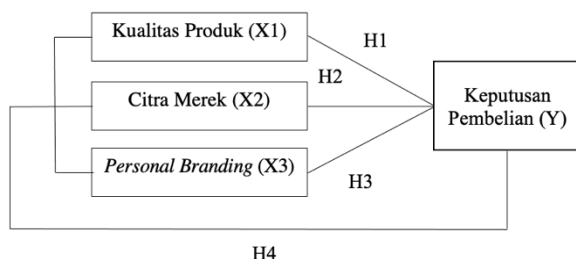 Kualitas Produk (X1)
H1
H2
Citra Merek (X2)
Keputusan
Pembelian (Y)
Personal Branding (X3)
H3
H4